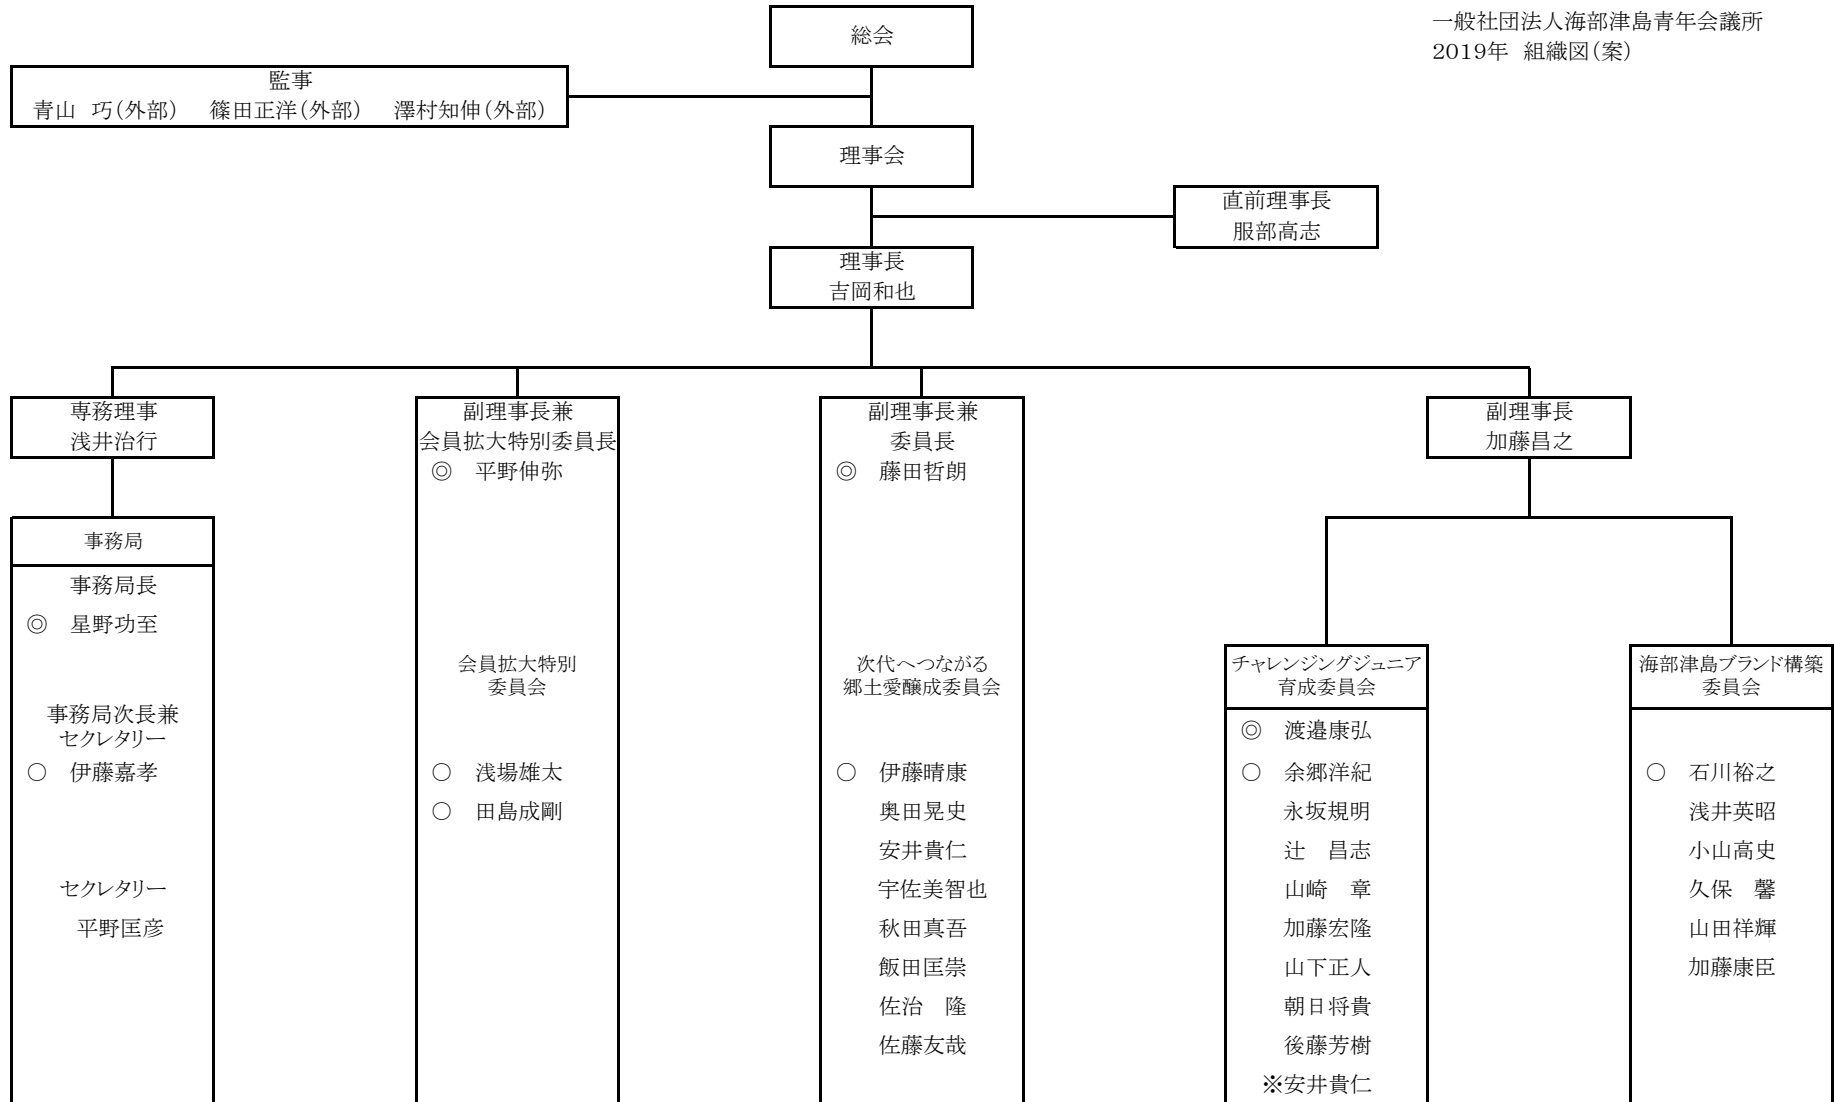 総会
一般社団法人海部津島青年会議所
2019年 組織図（案）
監事
青山 巧（外部） 篠田正洋（外部） 澤村知伸（外部）
理事会
直前理事長
服部高志
理事長
吉岡和也
専務理事
浅井治行
事務局
事務局長
◎ 星野功至
事務局次長兼
セクレタリー
○ 伊藤嘉孝
セクレタリー
平野匡彦
副理事長兼
会員拡大特別委員長
◎ 平野伸弥
会員拡大特別
委員会
○ 浅場雄太
○ 田島成剛
副理事長兼
委員長
◎ 藤田哲朗
次代へつながる
郷土愛醸成委員会
○ 伊藤晴康
奥田晃史
安井貴仁
宇佐美智也
秋田真吾
飯田匡崇
佐治 隆
佐藤友哉
副理事長
加藤昌之
チャレンジングジュニア
育成委員会
◎ 渡邉康弘
○ 余郷洋紀
永坂規明
辻 昌志
山崎 章
加藤宏隆
山下正人
朝日将貴
後藤芳樹
※安井貴仁
海部津島ブランド構築
委員会
○ 石川裕之
浅井英昭
小山高史
久保 馨
山田祥輝
加藤康臣